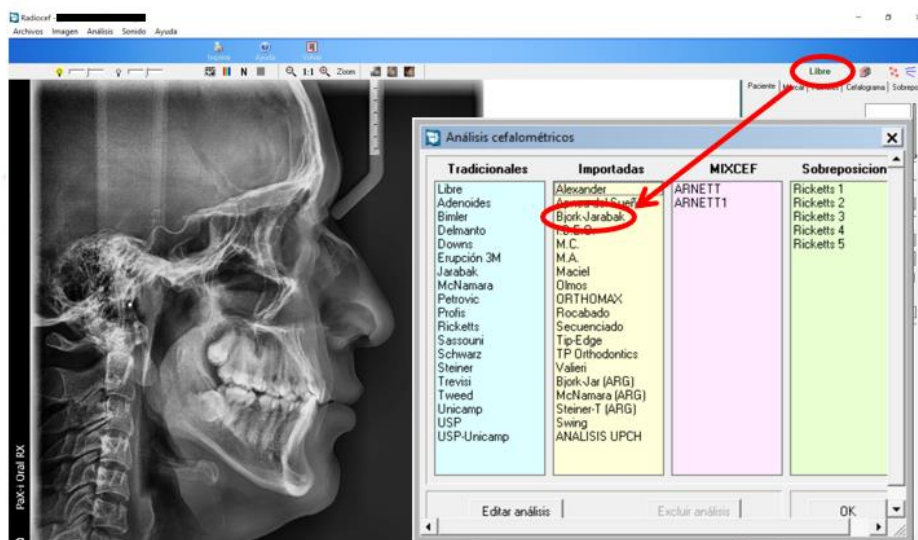 Radiocef -
Archivos Imagen Análisis Sonido Ayuda
Ayuda
N 1:1 Zoom
Libre
Paciente
Cefalograma
Análisis cefalométricos
Tradicionales
Libre
Adenoides
Bimler
Delmanto
Downs
Erupción 3M
Jarabak
McNamara
Petrovic
Profis
Ricketts
Sassouni
Schwarz
Steiner
Trevisi
Tweed
Unicamp
USP
USP-Unicamp
Importadas
Alexander
Apnea del Sueñ
Bjork-Jarabak
M.C.
M.A.
Maciel
Olmos
ORTHOMAX
Rocabado
Secuenciado
Tip-Edge
TP Orthodontics
Valieri
Bjork-Jar (ARG)
McNamara (ARG)
Steiner-T (ARG)
Swing
ANALISIS UPCH
MIXCEF
ARNETT
ARNETT1
Sobreposicion
Ricketts 1
Ricketts 2
Ricketts 3
Ricketts 4
Ricketts 5
Editar análisis
Excluir análisis
OK
PaX-i Oral RX